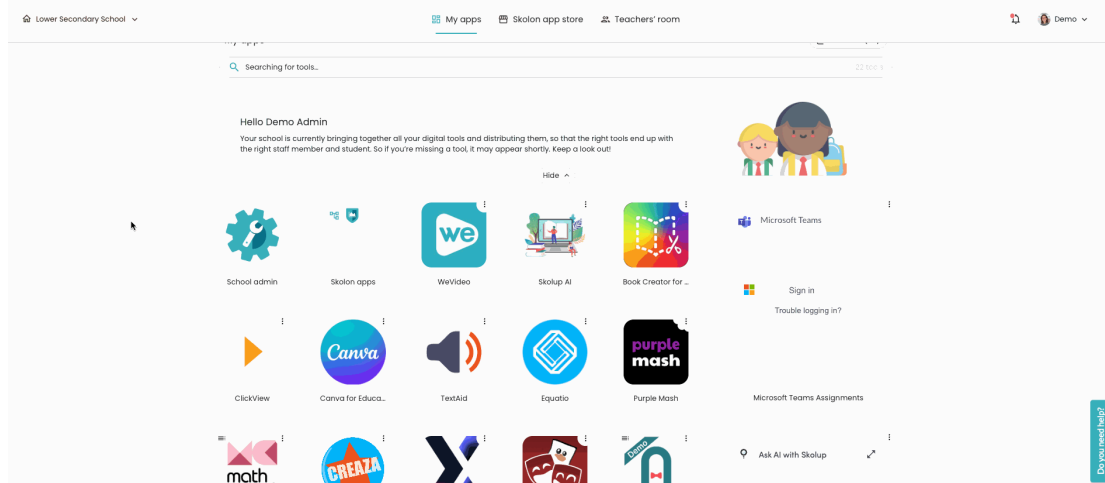 Lower Secondary School
My apps
Skolon app store
Teachers' room
Demo
Searching for tools...
Hello Demo Admin
Your school is currently bringing together all your digital tools and distributing them, so that the right tools end up with
the right staff member and student. So if you're missing a tool, it may appear shortly. Keep a look out!
Hide
Microsoft Teams
we
School admin
Skolon apps
WeVideo
Skolup AI
Book Creator for ...
Sign in
Trouble logging in?
Canva
purple
mash
ClickView
Canva for Educa...
TextAid
Equatio
Purple Mash
Microsoft Teams Assignments
math
CREAZA
Demo
Ask AI with Skolup
Do you need help?